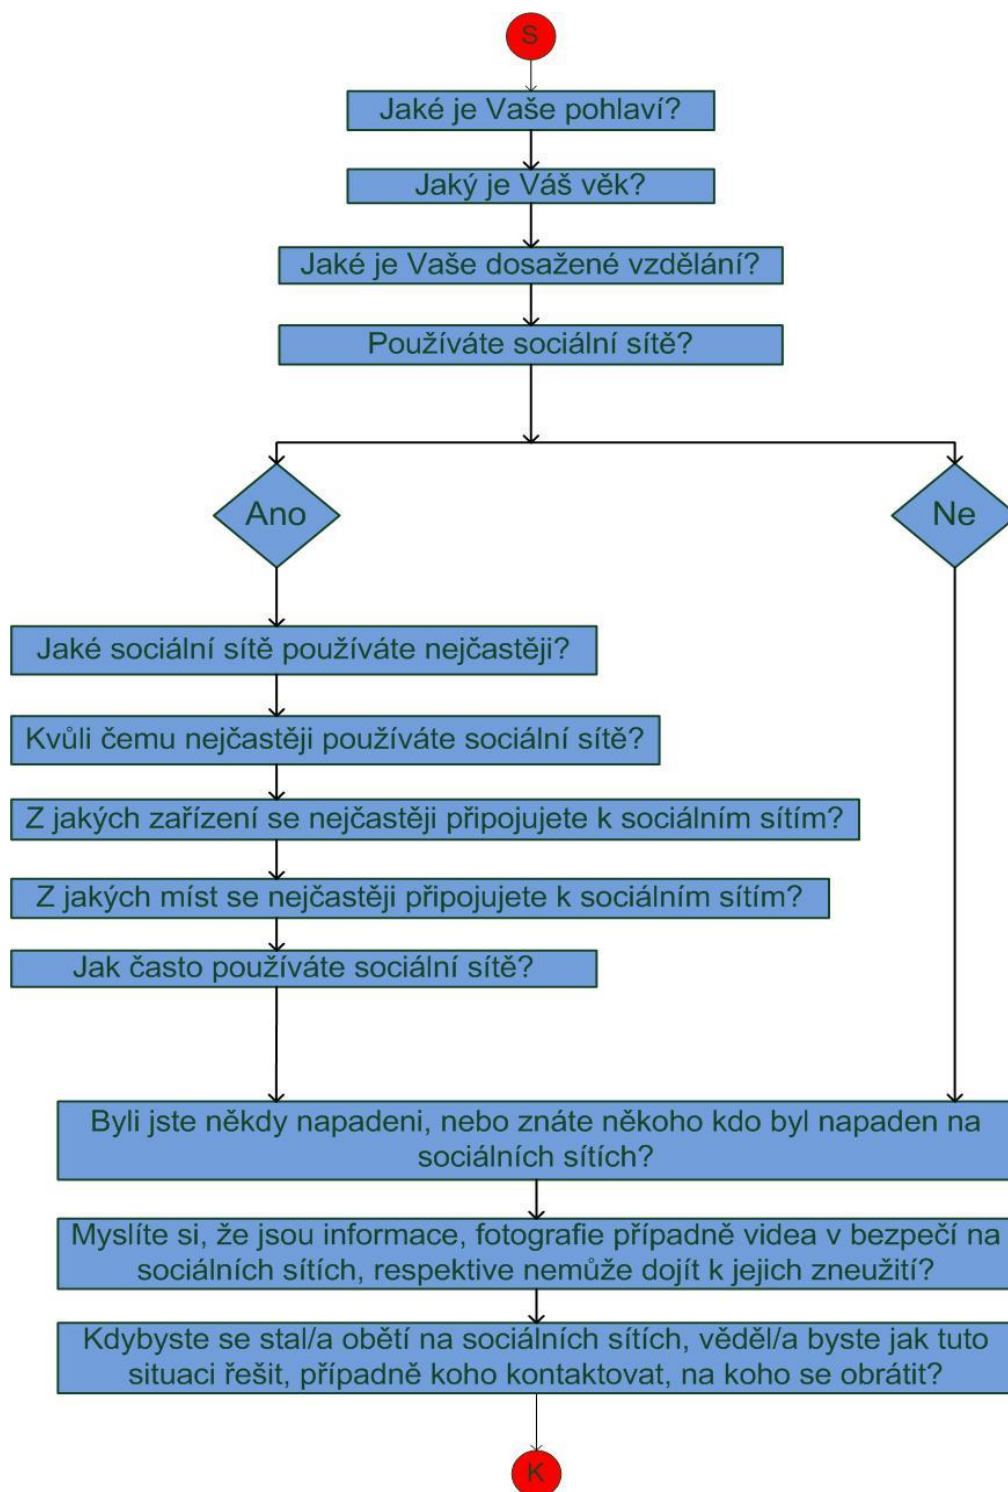 S
Jaké je Vaše pohlaví?
Jaký je Váš věk?
Jaké je Vaše dosažené vzdělání?
Používáte sociální sítě?
Ano
Ne
Jaké sociální sítě používáte nejčastěji?
Kvůli čemu nejčastěji používáte sociální sítě?
Z jakých zařízení se nejčastěji připojujete k sociálním sítím?
Z jakých míst se nejčastěji připojujete k sociálním sítím?
Jak často používáte sociální sítě?
Byli jste někdy napadeni, nebo znáte někoho kdo byl napaden na
sociálních sítích?
Myslíte si, že jsou informace, fotografie případně videa v bezpečí na
sociálních sítích, respektive nemůže dojít k jejich zneužití?
Kdybyste se stal/a obětí na sociálních sítích, věděl/a byste jak tuto
situaci řešit, případně koho kontaktovat, na koho se obrátit?
K